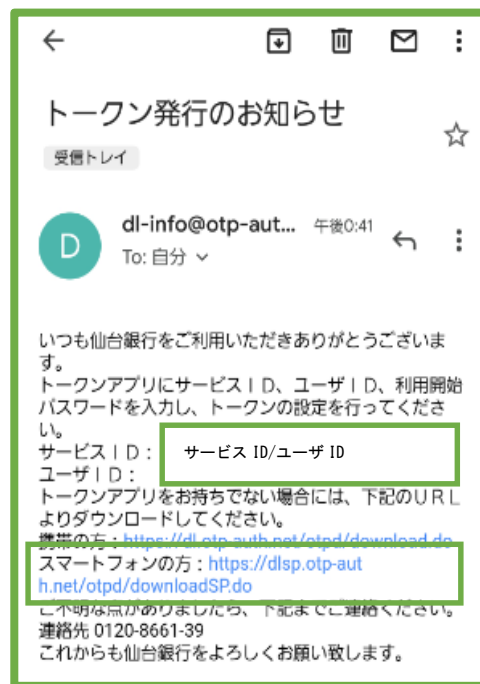 トークン発行のお知らせ
受信トレイ
D
dl-info@otp-aut... 午後0:41
To: 自分
いつも仙台銀行をご利用いただきありがとうございま
す。
トークンアプリにサービスＩＤ、ユーザＩＤ、利用開始
パスワードを入力し、トークンの設定を行ってくださ
い。
サービスＩＤ：
サービス ID/ユーザ ID
ユーザＩＤ：
トークンアプリをお持ちでない場合には、下記のＵＲＬ
よりダウンロードしてください。
携帯の方：https://dl.otp-auth.net/otpd/download.do
スマートフォンの方：https://dlsp.otp-aut
h.net/otpd/downloadSP.do
ご不明な点がありましたら、下記までご連絡ください。
連絡先 0120-8661-39
これからも仙台銀行をよろしくお願い致します。